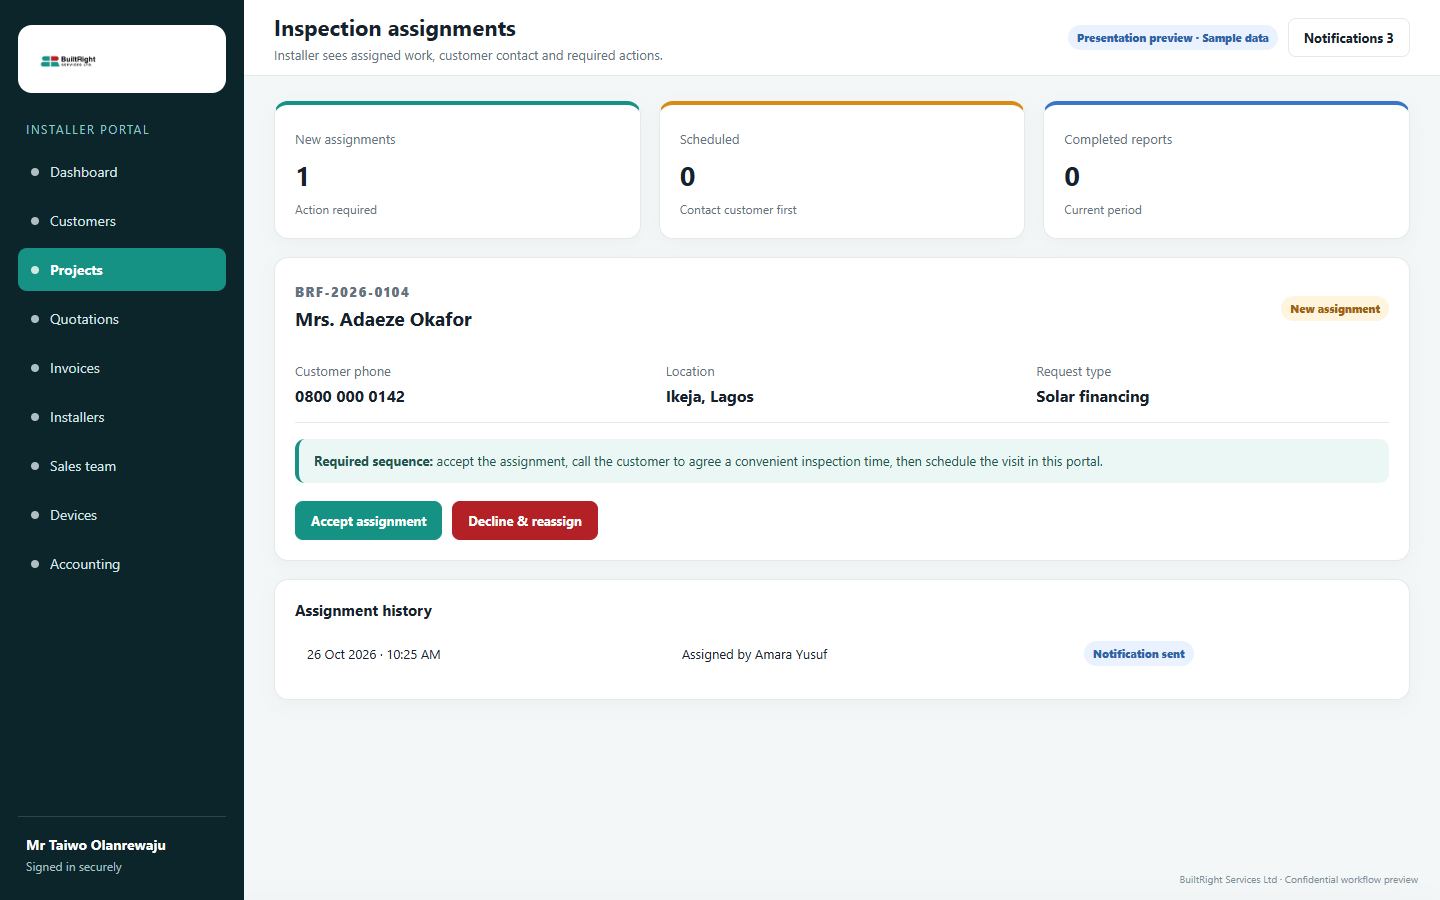 BuiltRight
SERVICES LTD
INSTALLER PORTAL
Dashboard
Customers
Projects
Quotations
Invoices
Installers
Sales team
Devices
Accounting
Mr Taiwo Olanrewaju
Signed in securely
Inspection assignments
Installer sees assigned work, customer contact and required actions.
Presentation preview · Sample data
Notifications 3
New assignments
1
Action required
Scheduled
0
Contact customer first
Completed reports
0
Current period
BRF-2026-0104
Mrs. Adaeze Okafor
New assignment
Customer phone
0800 000 0142
Location
Ikeja, Lagos
Request type
Solar financing
Required sequence: accept the assignment, call the customer to agree a convenient inspection time, then schedule the visit in this portal.
Accept assignment
Decline & reassign
Assignment history
26 Oct 2026 · 10:25 AM
Assigned by Amara Yusuf
Notification sent
BuiltRight Services Ltd · Confidential workflow preview